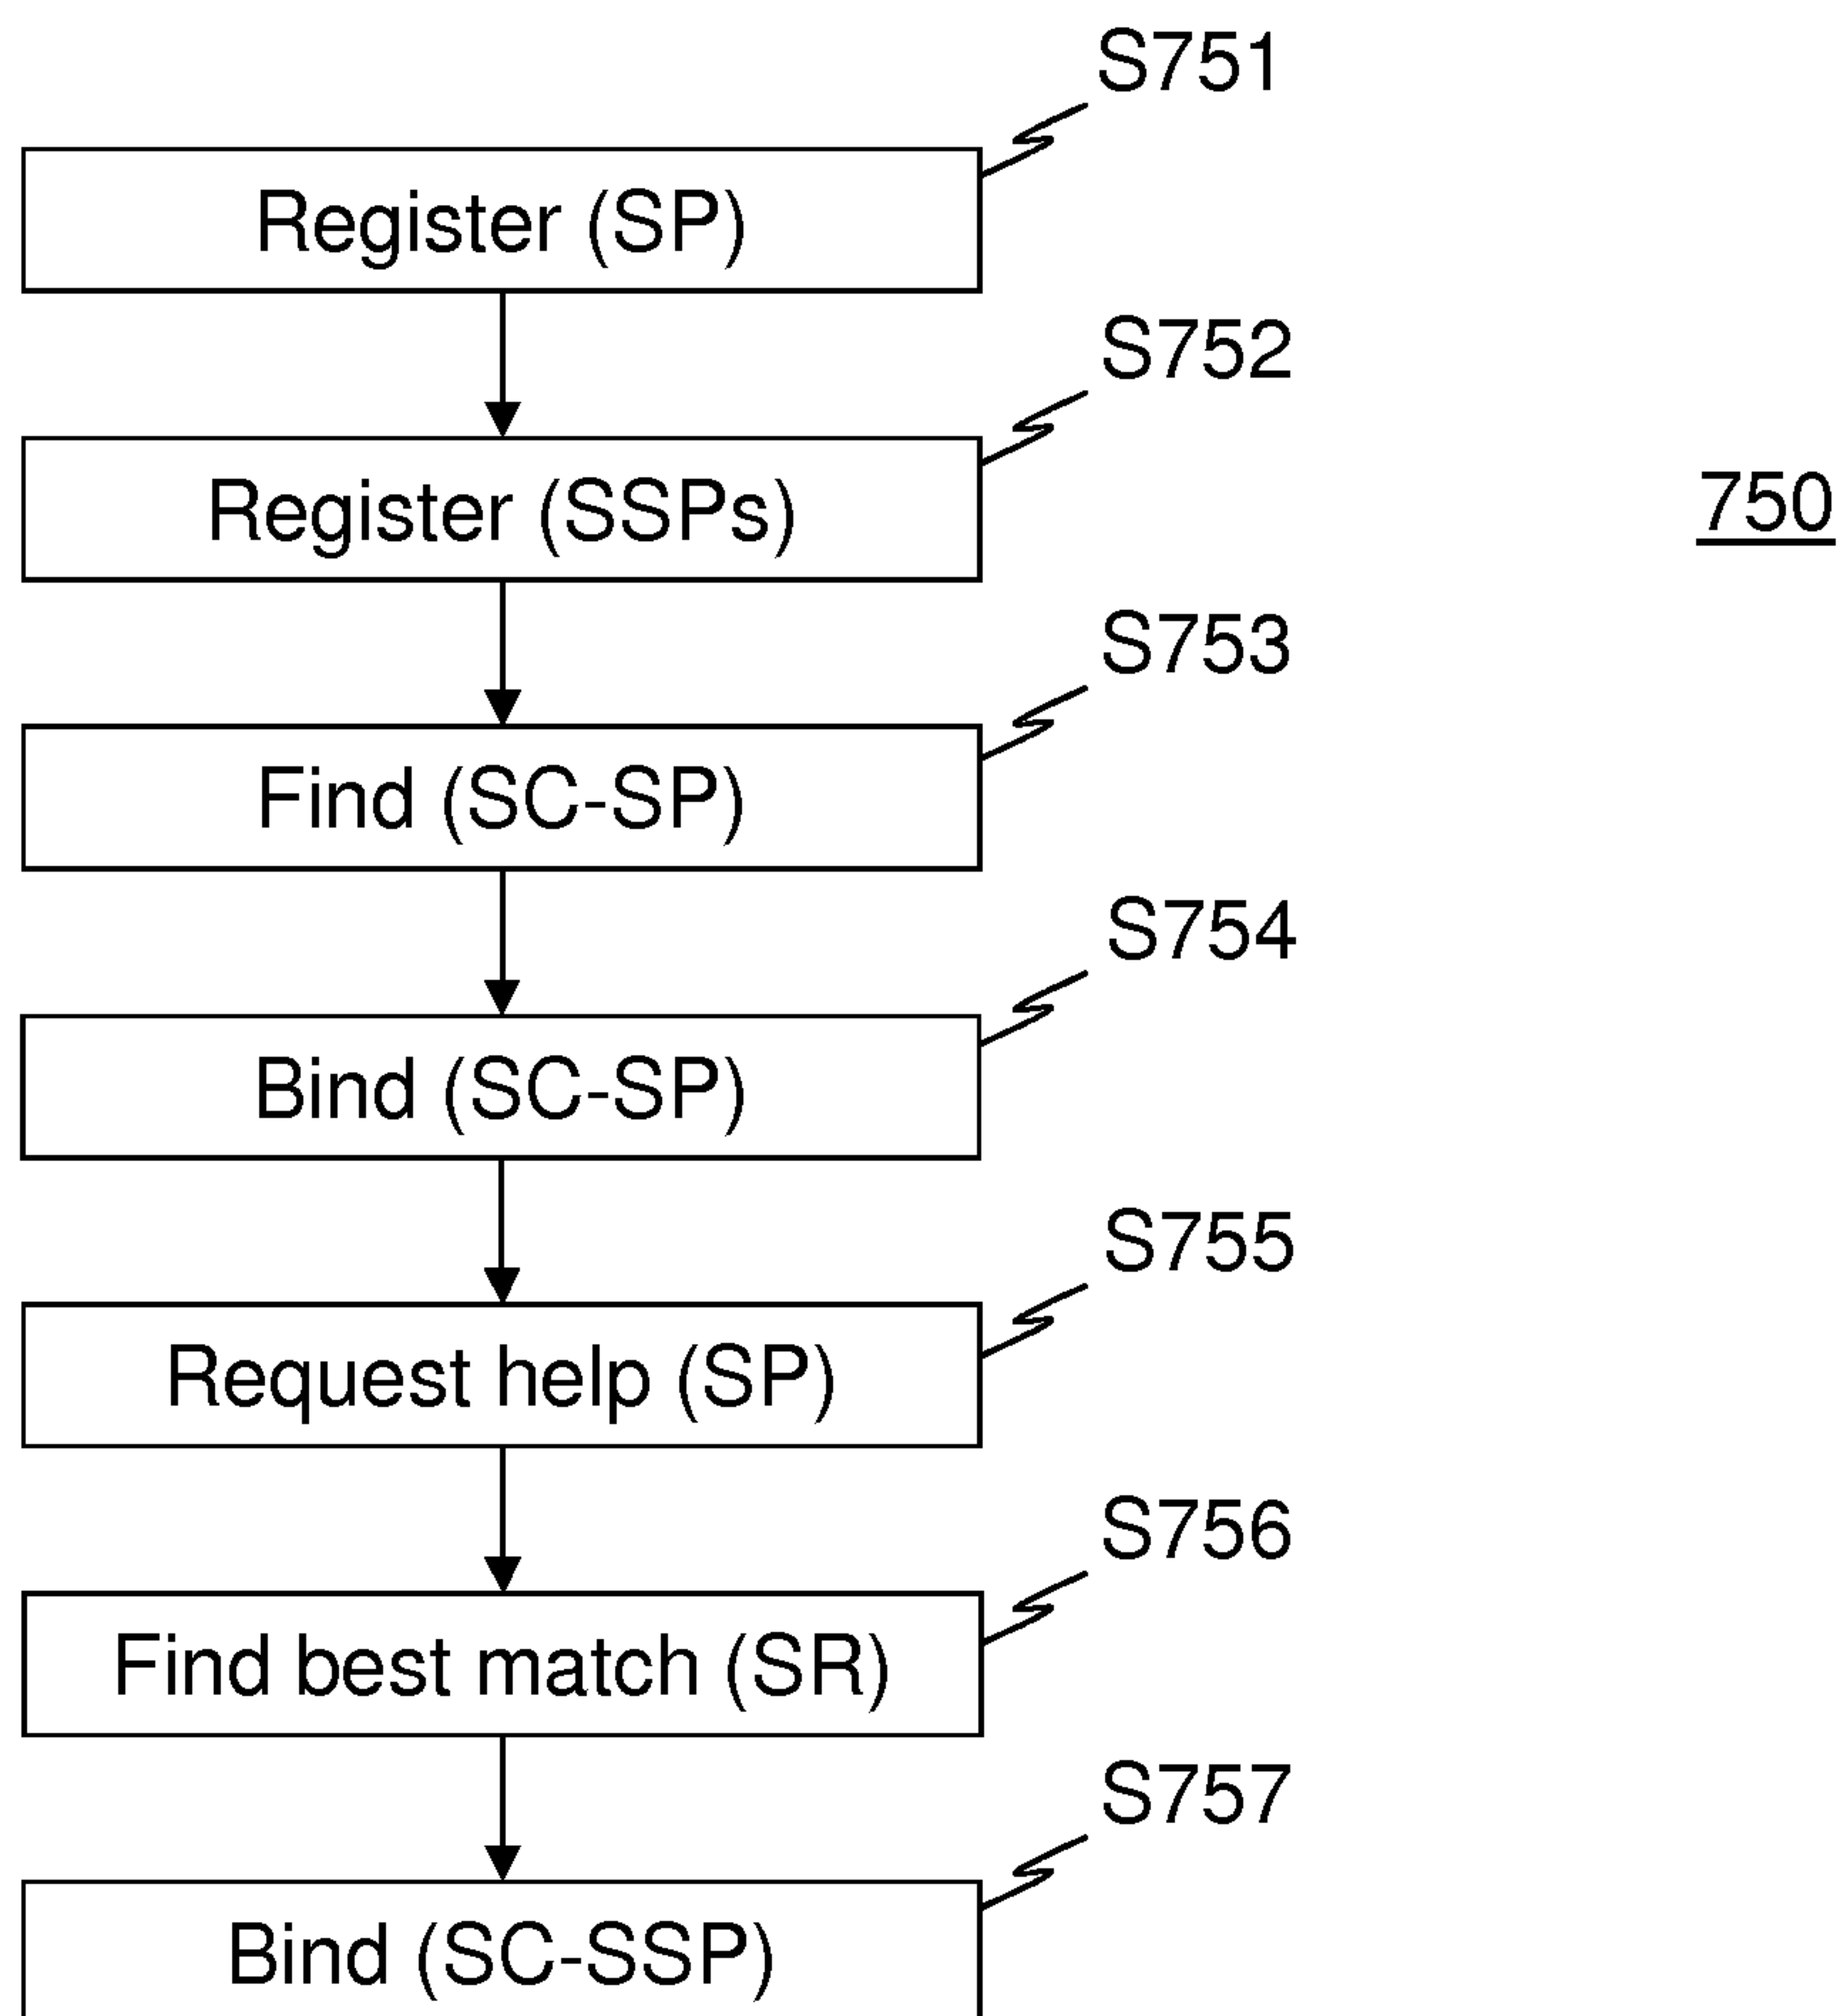 S751
Register (SP)
S752
Register (SSPs)
750
S753
Find (SC-SP)
S754
Bind (SC-SP)
S755
Request help (SP)
S756
Find best match (SR)
S757
Bind (SC-SSP)